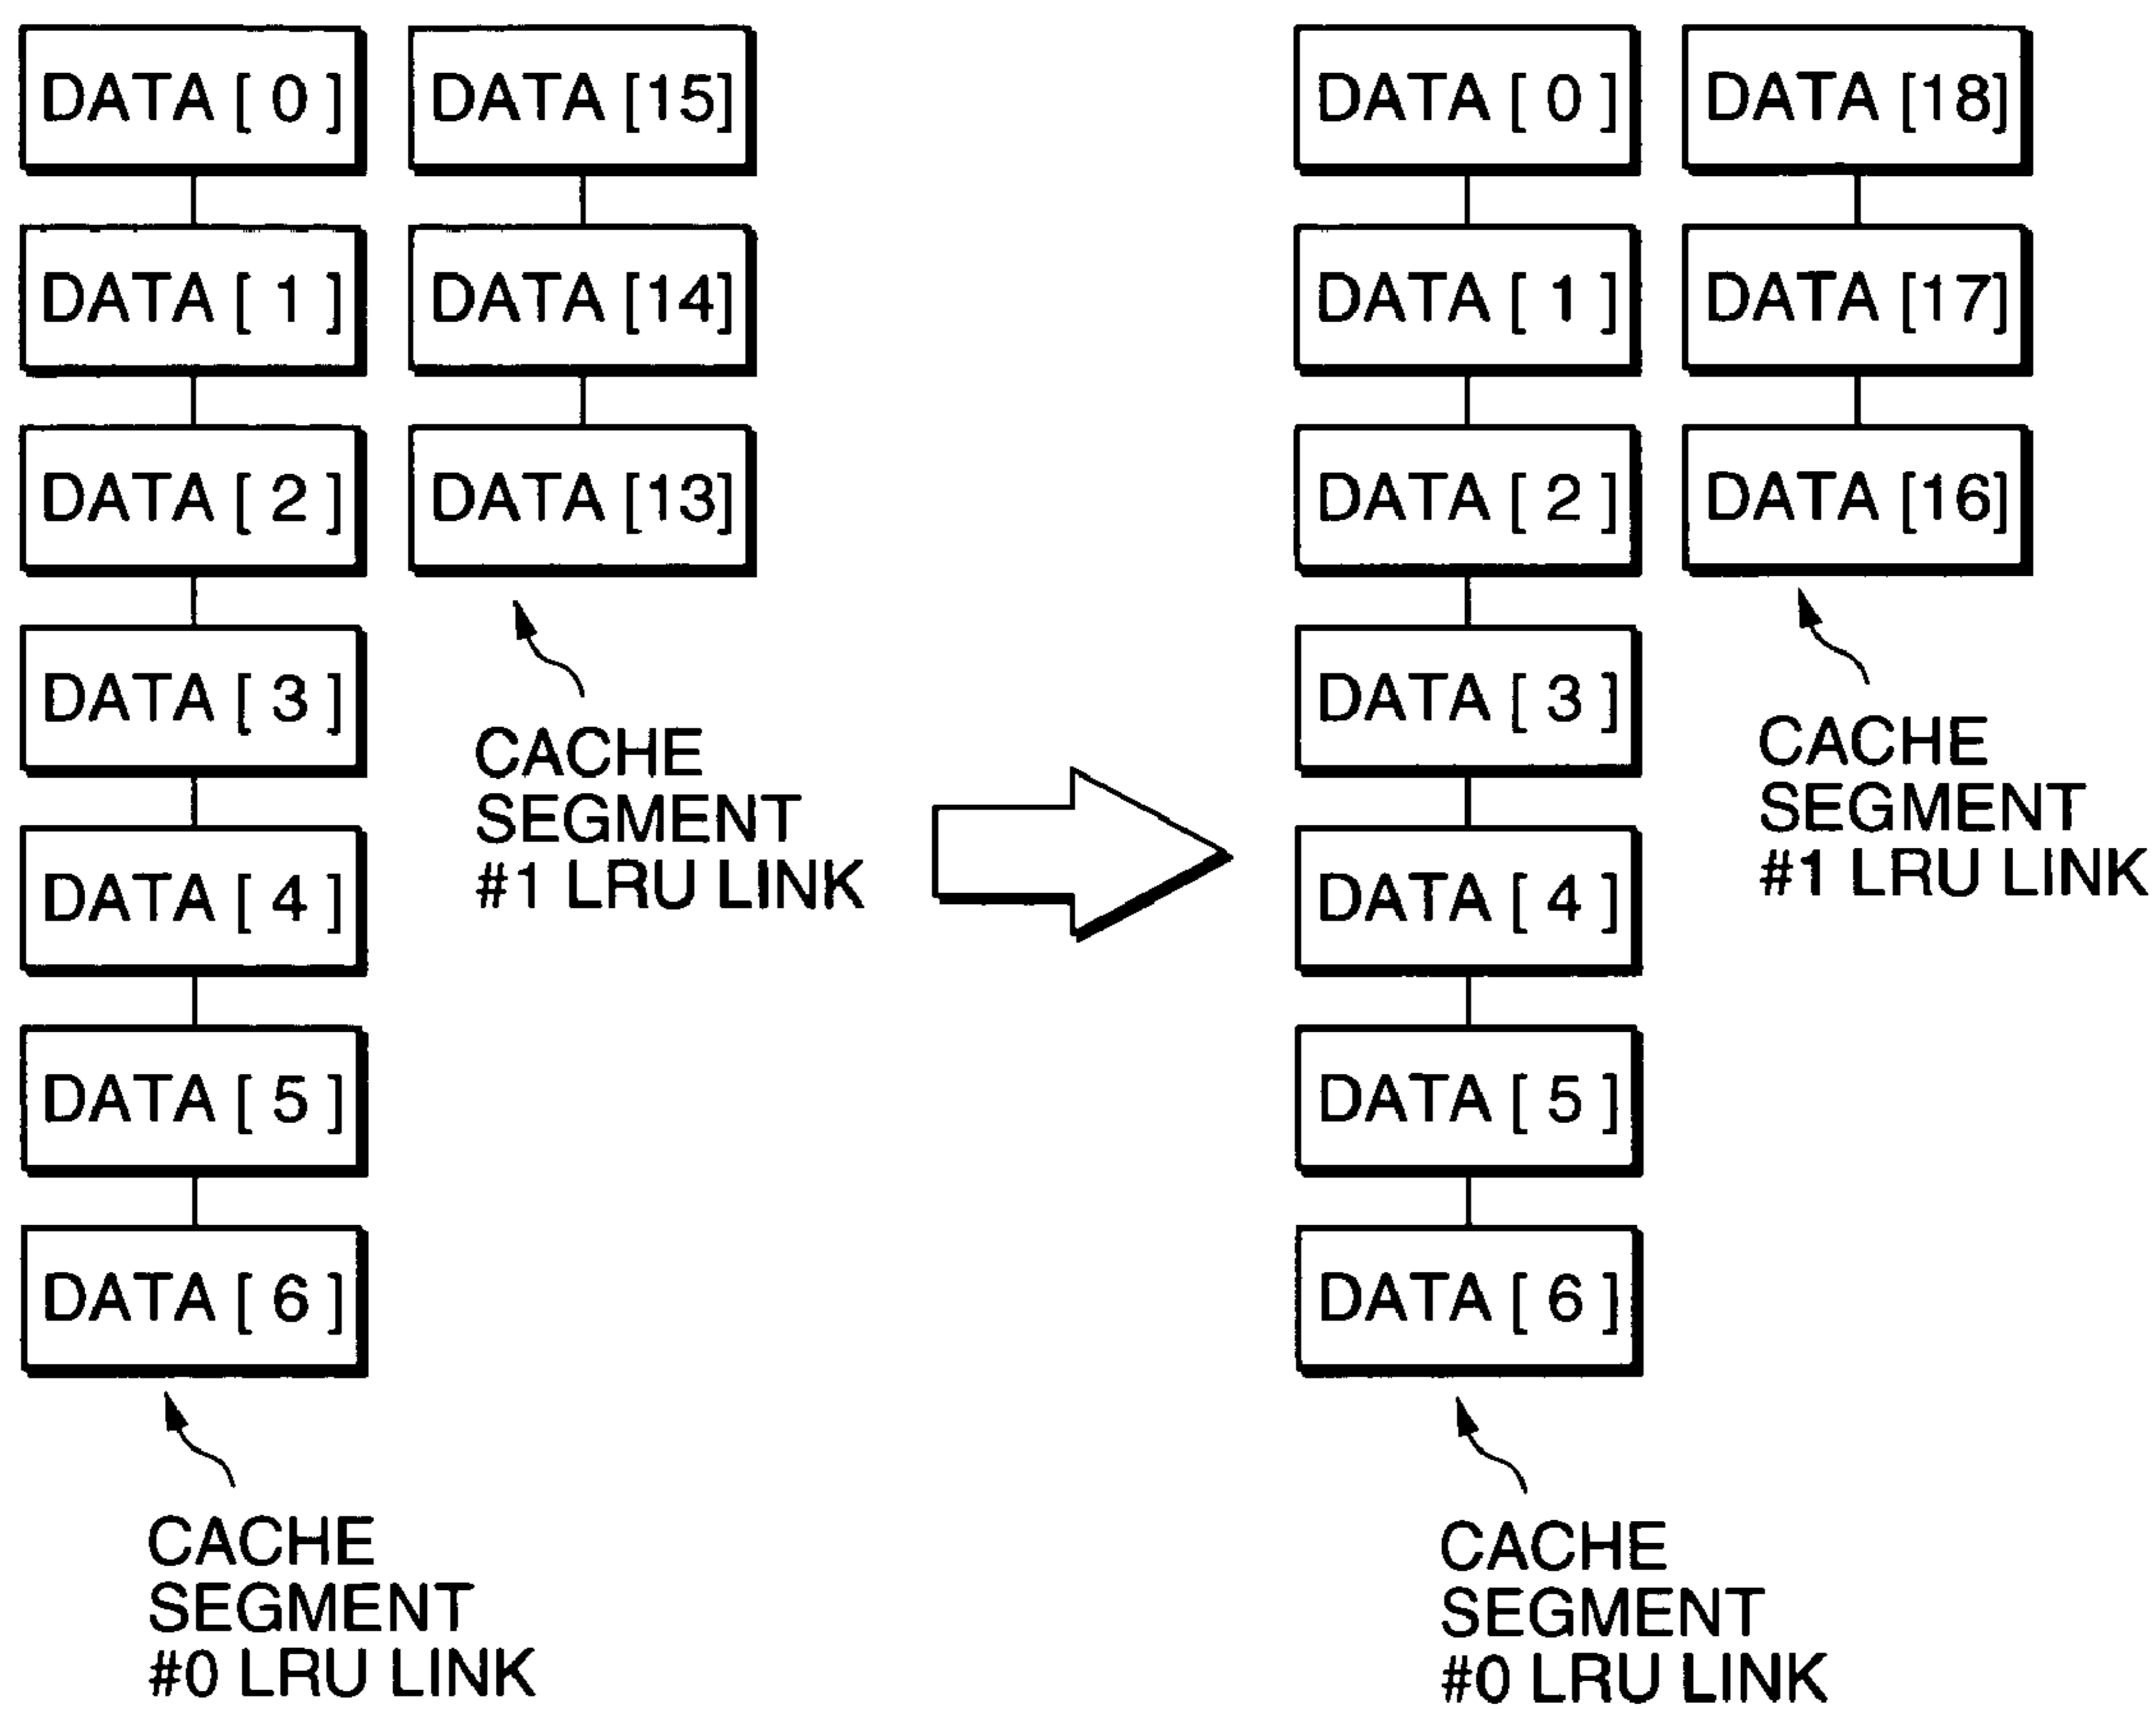 DATA [ 0 ]
DATA [ 1 ]
DATA [ 2 ]
DATA [ 3 ]
DATA [ 4 ]
DATA [ 5 ]
DATA [ 6 ]
CACHE
SEGMENT
#0 LRU LINK
DATA [15]
DATA [14]
DATA [13]
CACHE
SEGMENT
#1 LRU LINK
DATA [ 0 ]
DATA [ 1 ]
DATA [ 2 ]
DATA [ 3 ]
DATA [ 4 ]
DATA [ 5 ]
DATA [ 6 ]
CACHE
SEGMENT
#0 LRU LINK
DATA [18]
DATA [17]
DATA [16]
CACHE
SEGMENT
#1 LRU LINK